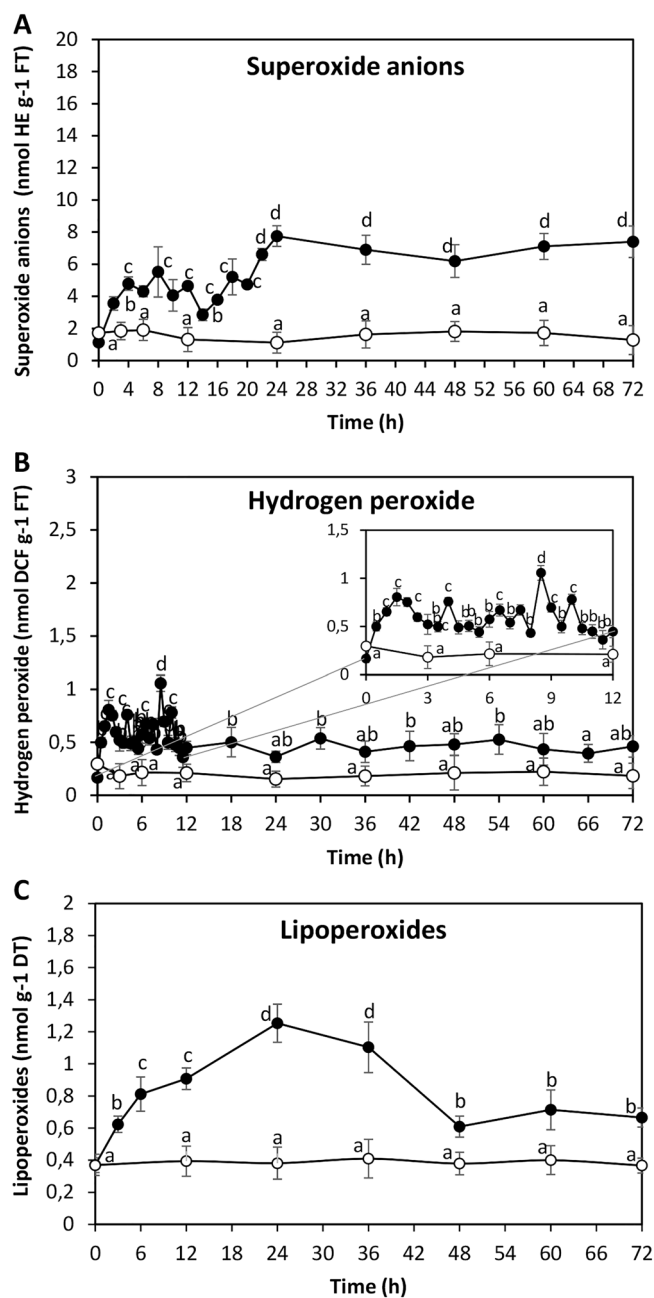 A
Superoxide anions
Superoxide anions (nmol HE g-1 FT)
20
18
16
14
12
10
8
6
4
2
0
c c c c d d d d d d
b b c
a a a a a a a a
0 4 8 12 16 20 24 28 32 36 40 44 48 52 56 60 64 68 72
Time (h)
B
Hydrogen peroxide
Hydrogen peroxide (nmol DCF g-1 FT)
3
2,5
2
1,5
1
0,5
0
1,5
1
0,5
0
0 3 6 9 12
d
b ab b ab b ab b ab a ab
a a a a a a a a
0 6 12 18 24 30 36 42 48 54 60 66 72
Time (h)
C
Lipoperoxides
Lipoperoxides (nmol g-1 DT)
2
1,8
1,6
1,4
1,2
1
0,8
0,6
0,4
0,2
0
b c c d d b b b
a a a a a a a
0 6 12 18 24 30 36 42 48 54 60 66 72
Time (h)